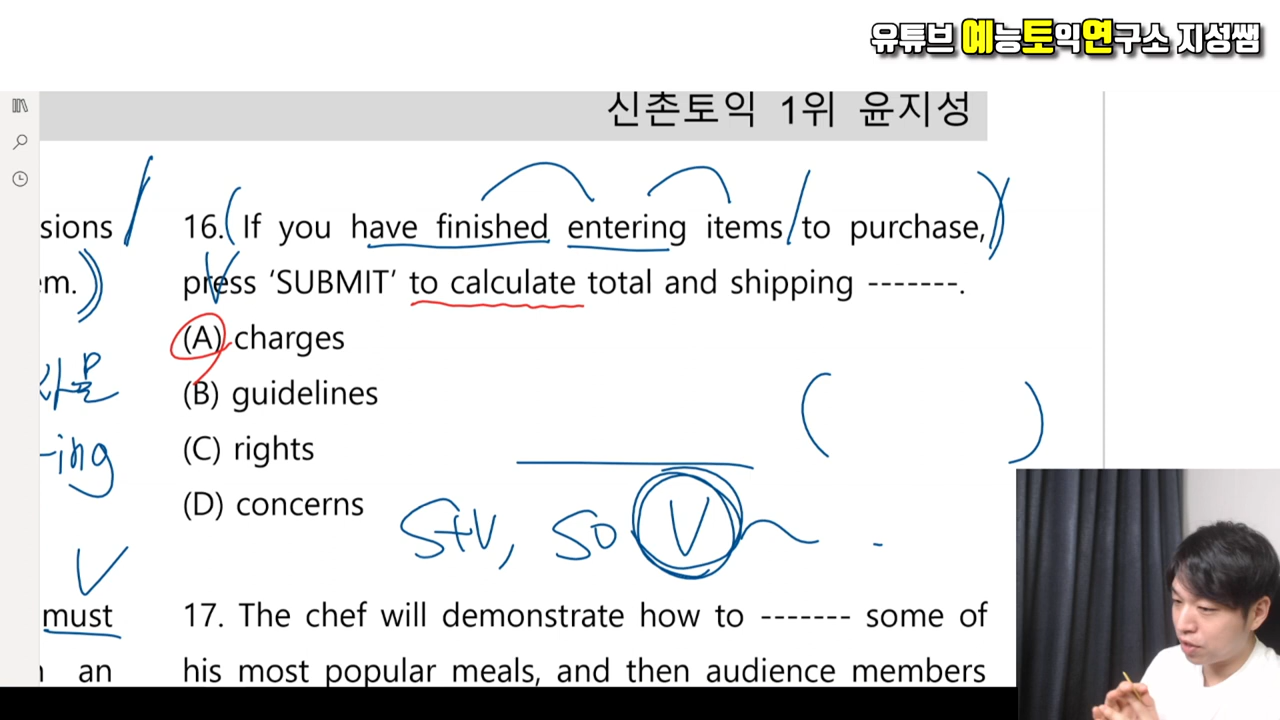 유튜브 예능토익연구소 지성쌤
신촌토익 1위 윤지성
sions
em.
-ing
V
must
an
16. If you have finished entering items to purchase,
V
press ‘SUBMIT’ to calculate total and shipping -------.
(A) charges
(B) guidelines
(C) rights
(D) concerns
S+V, so V
17. The chef will demonstrate how to ------- some of
his most popular meals, and then audience members